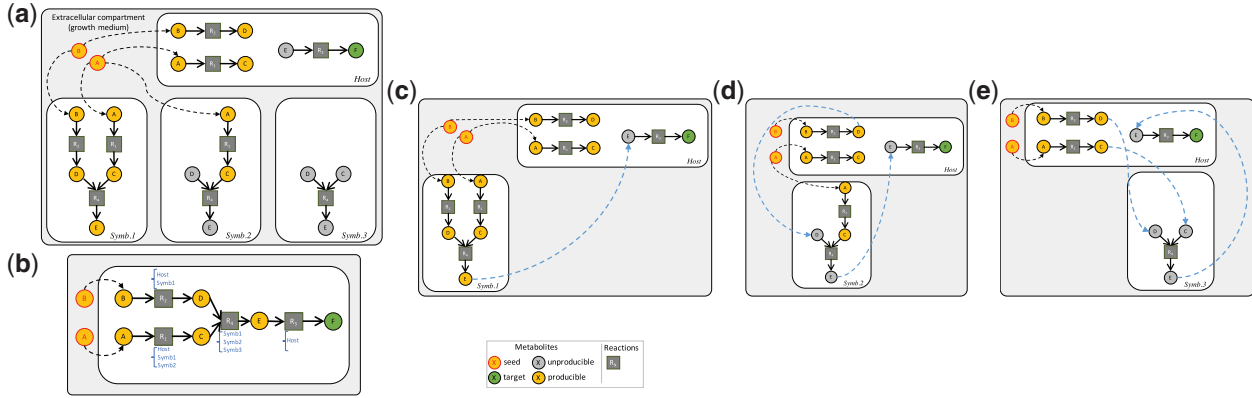 (a)
Extracellular compartment
(growth medium)
B
A
B
D
A
C
E
F
Host
B
A
D
C
E
Symb.1
A
D
C
E
Symb.2
D
C
E
Symb.3
(b)
B
A
B
D
A
C
E
F
Host
Symb1
Host
Symb1
Symb2
Symb1
Symb2
Symb3
Host
(c)
B
A
B
D
A
C
E
F
Host
B
A
D
C
E
Symb.1
(d)
B
A
B
D
A
C
E
F
Host
A
D
C
E
Symb.2
(e)
B
A
B
D
A
C
E
F
Host
D
C
E
Symb.3
Metabolites
Reactions
X seed
X unproducible
X target
X producible